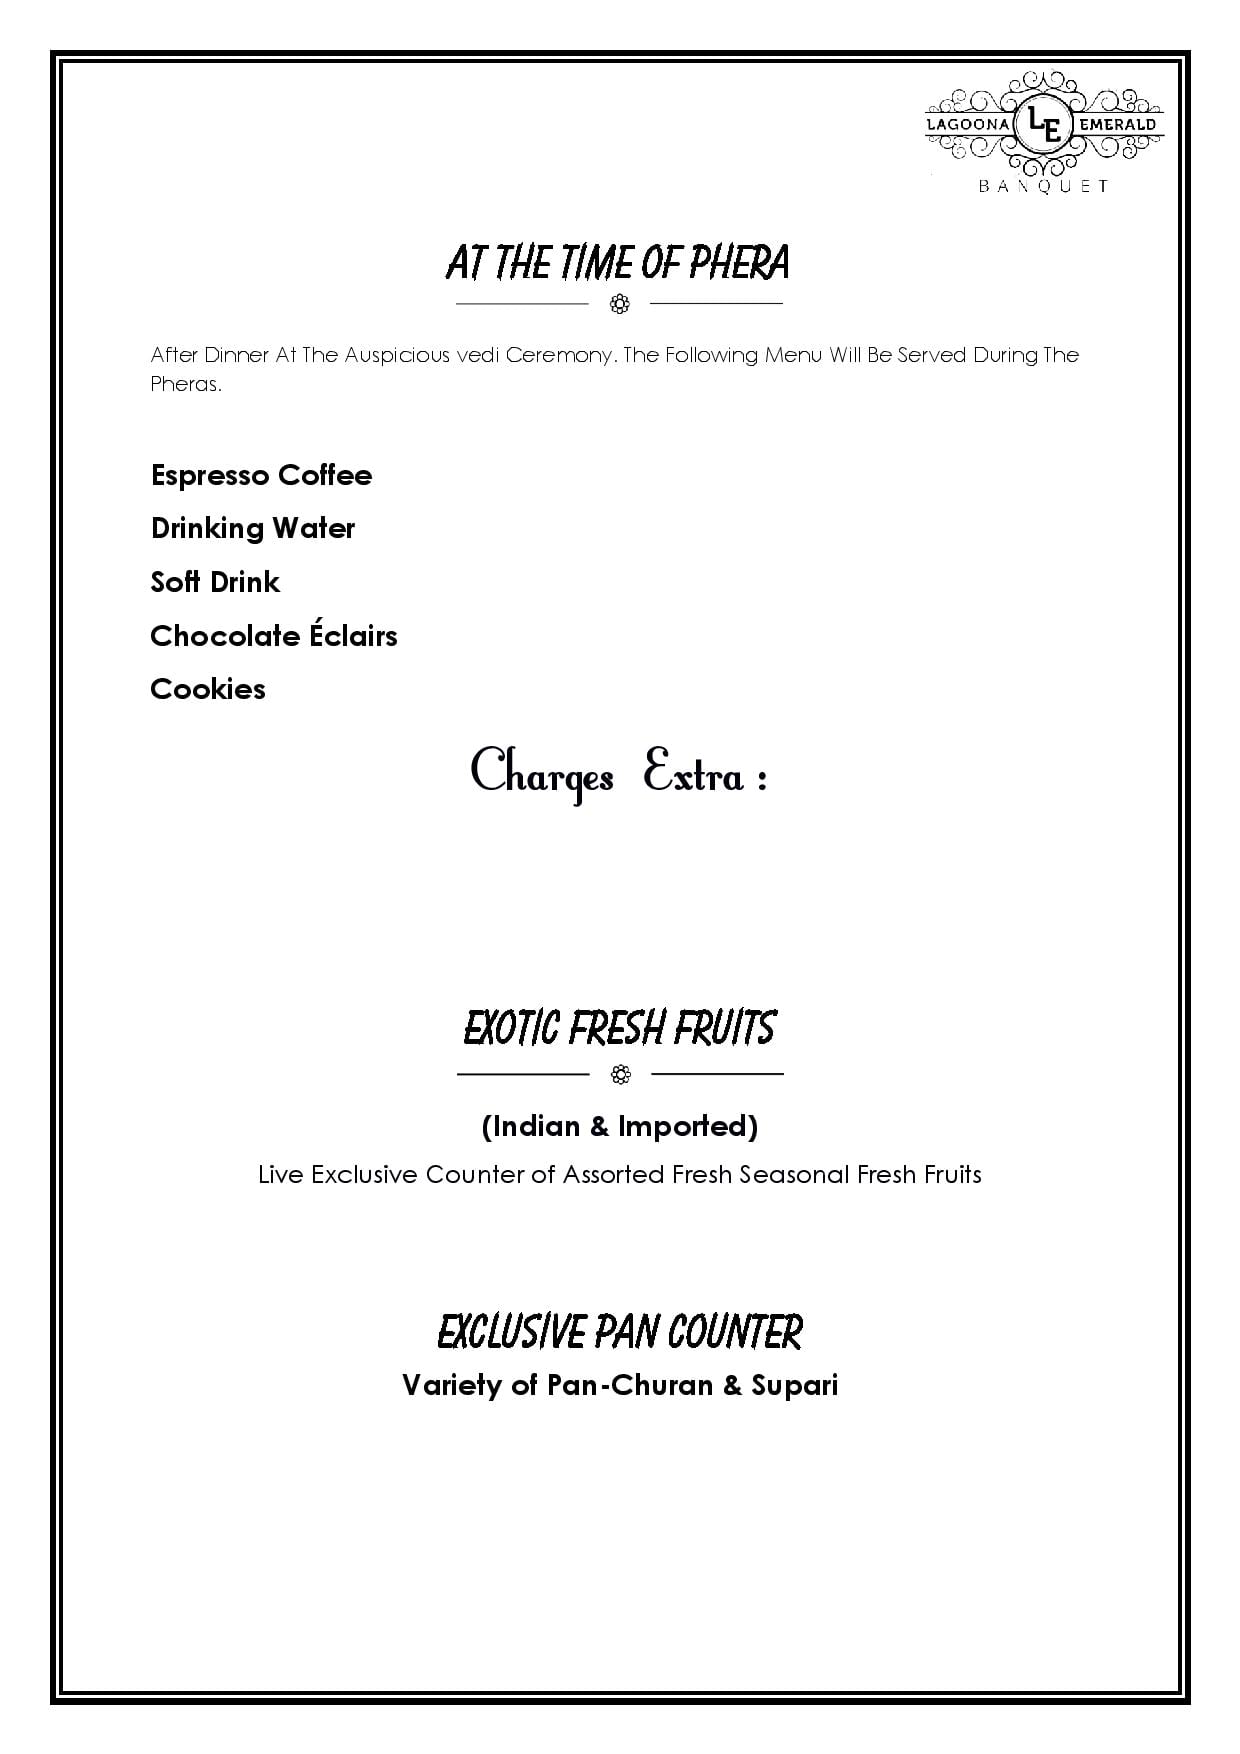 LAGOONA LE EMERALD
BANQUET
AT THE TIME OF PHERA
After Dinner At The Auspicious vedi Ceremony. The Following Menu Will Be Served During The
Pheras.
Espresso Coffee
Drinking Water
Soft Drink
Chocolate Éclairs
Cookies
Charges Extra :
EXOTIC FRESH FRUITS
(Indian & Imported)
Live Exclusive Counter of Assorted Fresh Seasonal Fresh Fruits
EXCLUSIVE PAN COUNTER
Variety of Pan-Churan & Supari